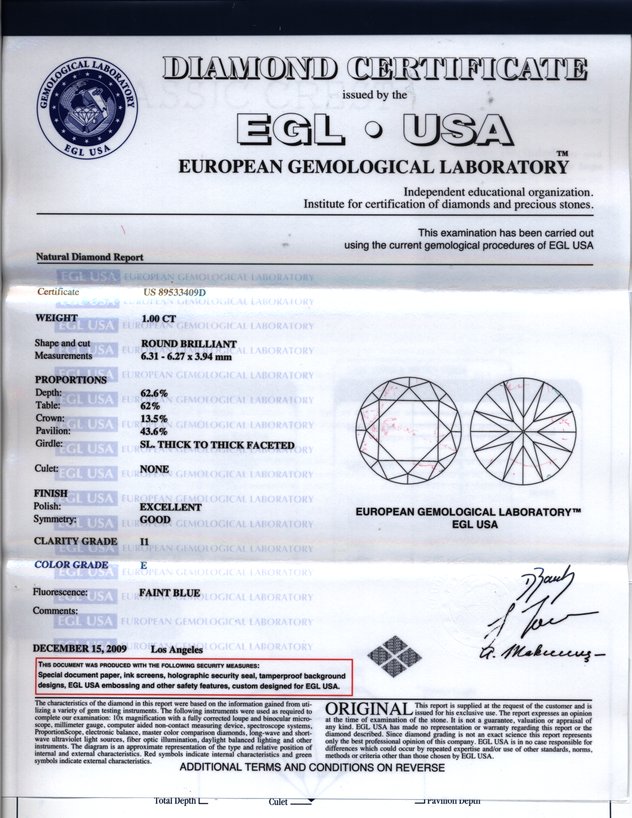 GEMOLOGICAL LABORATORY
EGL USA
DIAMOND CERTIFICATE
issued by the
EGL • USA
EUROPEAN GEMOLOGICAL LABORATORY™
Independent educational organization.
Institute for certification of diamonds and precious stones.
This examination has been carried out
using the current gemological procedures of EGL USA
Natural Diamond Report
EGL USA EUROPEAN GEMOLOGICAL LABORATORY
Certificate US 89533409D
WEIGHT 1.00 CT
Shape and cut ROUND BRILLIANT
Measurements 6.31 - 6.27 x 3.94 mm
PROPORTIONS
Depth: 62.6%
Table: 62%
Crown: 13.5%
Pavilion: 43.6%
Girdle: SL. THICK TO THICK FACETED
Culet: NONE
FINISH
Polish: EXCELLENT
Symmetry: GOOD
CLARITY GRADE I1
COLOR GRADE E
Fluorescence: FAINT BLUE
Comments:
EUROPEAN GEMOLOGICAL LABORATORY™
EGL USA
DECEMBER 15, 2009 Los Angeles
THIS DOCUMENT WAS PRODUCED WITH THE FOLLOWING SECURITY MEASURES:
Special document paper, ink screens, holographic security seal, tamperproof background
designs, EGL USA embossing and other safety features, custom designed for EGL USA.
The characteristics of the diamond in this report were based on the information gained from uti-
lizing a variety of gem testing instruments. The following instruments were used as required to
complete our examination: 10x magnification with a fully corrected loupe and binocular micro-
scope, millimeter gauge, computer aided non-contact measuring device, spectroscope systems,
ProportionScope, electronic balance, master color comparison diamonds, long-wave and short-
wave ultraviolet light sources, fiber optic illumination, daylight balanced lighting and other
instruments. The diagram is an approximate representation of the type and relative position of
internal and external characteristics. Red symbols indicate internal characteristics and green
symbols indicate external characteristics.
ORIGINAL This report is supplied at the request of the customer and is
issued for his exclusive use. The report expresses an opinion
at the time of examination of the stone. It is not a guarantee, valuation or appraisal of
any kind. EGL USA has made no representation or warranty regarding this report or the
diamond described. Since diamond grading is not an exact science this report represents
only the best professional opinion of this company. EGL USA is in no case responsible for
differences which could occur by repeated expertise and/or use of other standards, norms,
methods or criteria other than those chosen by EGL USA.
ADDITIONAL TERMS AND CONDITIONS ON REVERSE
Total Depth Culet Pavilion Depth